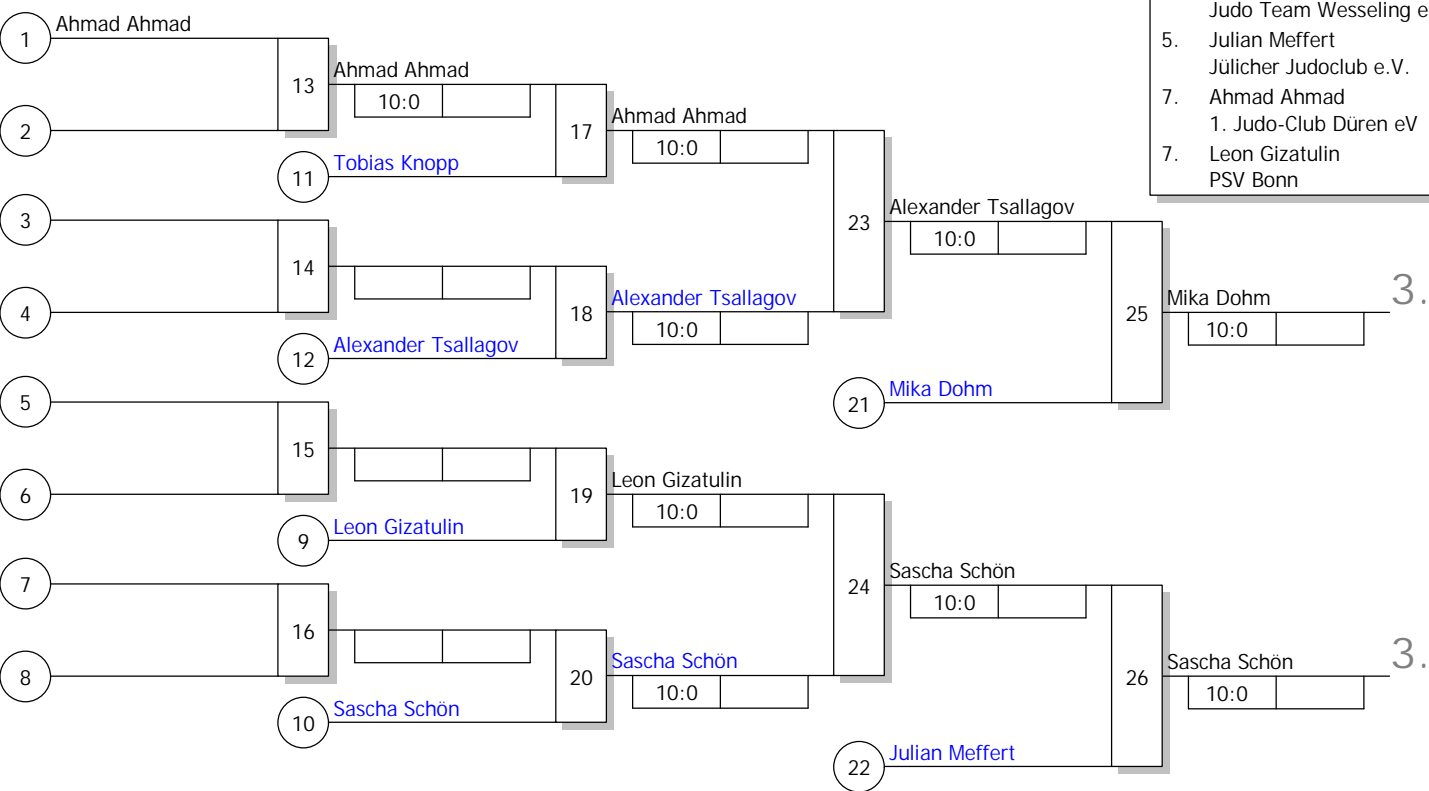 Judo Team Wesseling e
5. Julian Meffert
Jülicher Judoclub e.V.
7. Ahmad Ahmad
1. Judo-Club Düren eV
7. Leon Gizatulin
PSV Bonn
1 Ahmad Ahmad
13
Ahmad Ahmad
10:0
2
11 Tobias Knopp
17
Ahmad Ahmad
10:0
3
14
4
12 Alexander Tsallagov
18
Alexander Tsallagov
10:0
23
Alexander Tsallagov
10:0
21 Mika Dohm
25
Mika Dohm
10:0
3.
5
15
6
9 Leon Gizatulin
19
Leon Gizatulin
10:0
7
16
8
10 Sascha Schön
20
Sascha Schön
10:0
24
Sascha Schön
10:0
22 Julian Meffert
26
Sascha Schön
10:0
3.